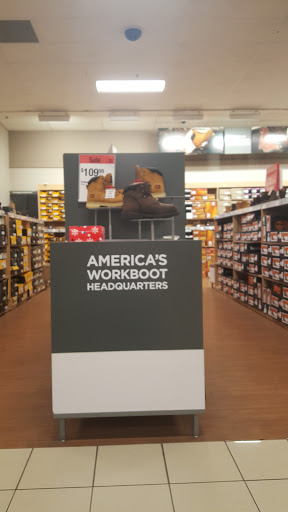 Sale
$109.99
AMERICA'S
WORKBOOT
HEADQUARTERS